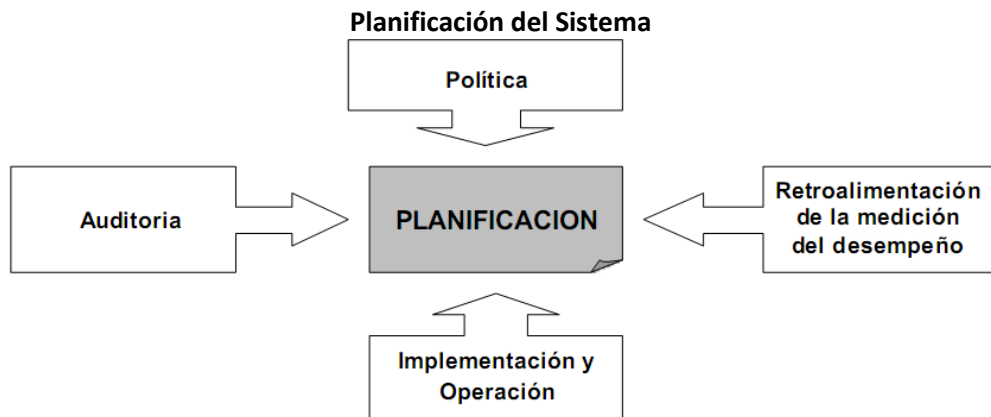 Planificación del Sistema
Política
Auditoria
PLANIFICACION
Retroalimentación
de la medición
del desempeño
Implementación y
Operación